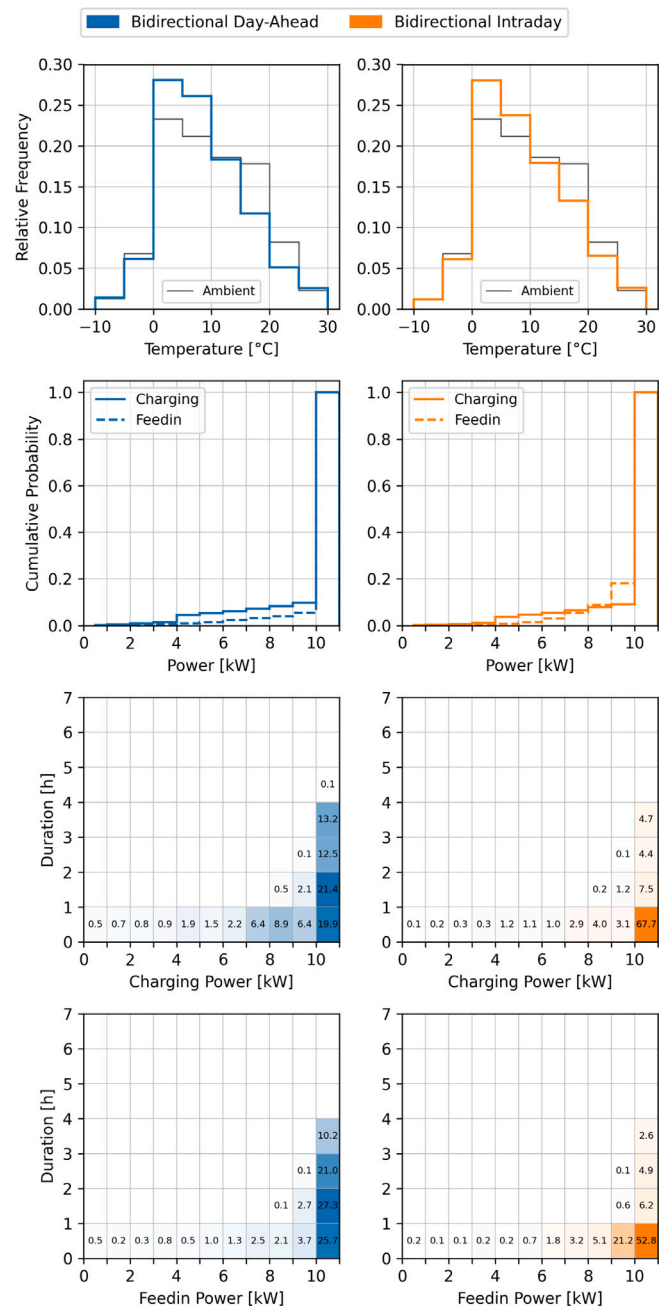 Bidirectional Day-Ahead Bidirectional Intraday
Relative Frequency
0.30
0.25
0.20
0.15
0.10
0.05
0.00
Ambient
−10 0 10 20 30
Temperature [°C]
0.30
0.25
0.20
0.15
0.10
0.05
0.00
Ambient
−10 0 10 20 30
Temperature [°C]
Cumulative Probability
1.0
0.8
0.6
0.4
0.2
0.0
Charging
Feedin
0 2 4 6 8 10
Power [kW]
1.0
0.8
0.6
0.4
0.2
0.0
Charging
Feedin
0 2 4 6 8 10
Power [kW]
Duration [h]
7
6
5
4
3
2
1
0
0.1
13.2
0.1 12.5
0.5 2.1 21.4
0.5 0.7 0.8 0.9 1.9 1.5 2.2 6.4 8.9 6.4 19.9
0 2 4 6 8 10
Charging Power [kW]
7
6
5
4
3
2
1
0
4.7
0.1 4.4
0.2 1.2 7.5
0.1 0.2 0.3 0.3 1.2 1.1 1.0 2.9 4.0 3.1 67.7
0 2 4 6 8 10
Charging Power [kW]
Duration [h]
7
6
5
4
3
2
1
0
10.2
0.1 21.0
0.1 2.7 27.3
0.5 0.2 0.3 0.8 0.5 1.0 1.3 2.5 2.1 3.7 25.7
0 2 4 6 8 10
Feedin Power [kW]
7
6
5
4
3
2
1
0
2.6
0.1 4.9
0.6 6.2
0.2 0.1 0.1 0.2 0.2 0.7 1.8 3.2 5.1 21.2 52.8
0 2 4 6 8 10
Feedin Power [kW]